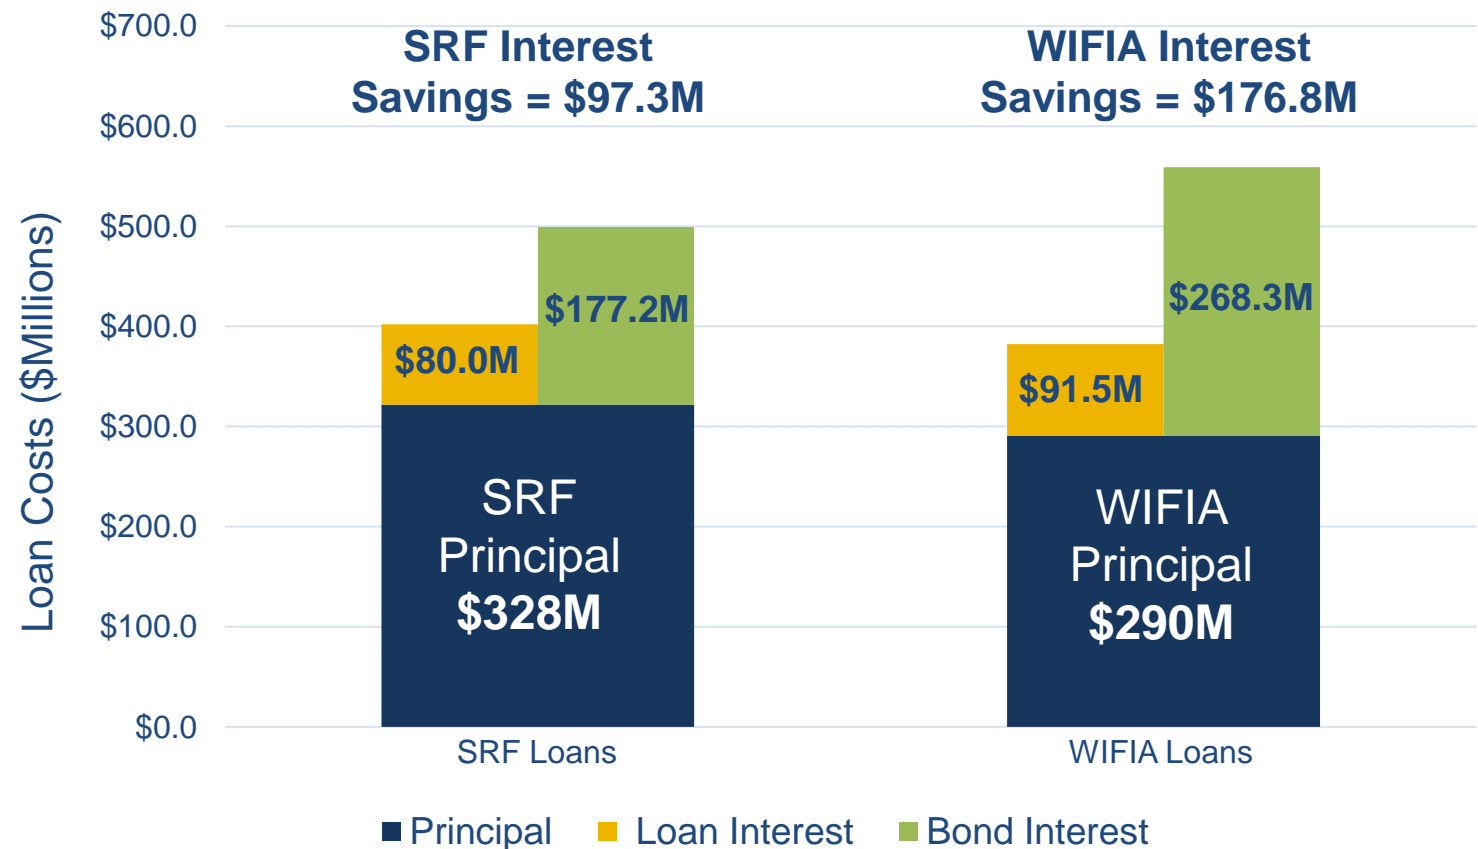 $700.0
$600.0
$500.0
$400.0
$300.0
$200.0
$100.0
$0.0
Loan Costs ($Millions)
SRF Interest
Savings = $97.3M
WIFIA Interest
Savings = $176.8M
$80.0M
$177.2M
SRF
Principal
$328M
$91.5M
$268.3M
WIFIA
Principal
$290M
SRF Loans
WIFIA Loans
Principal
Loan Interest
Bond Interest